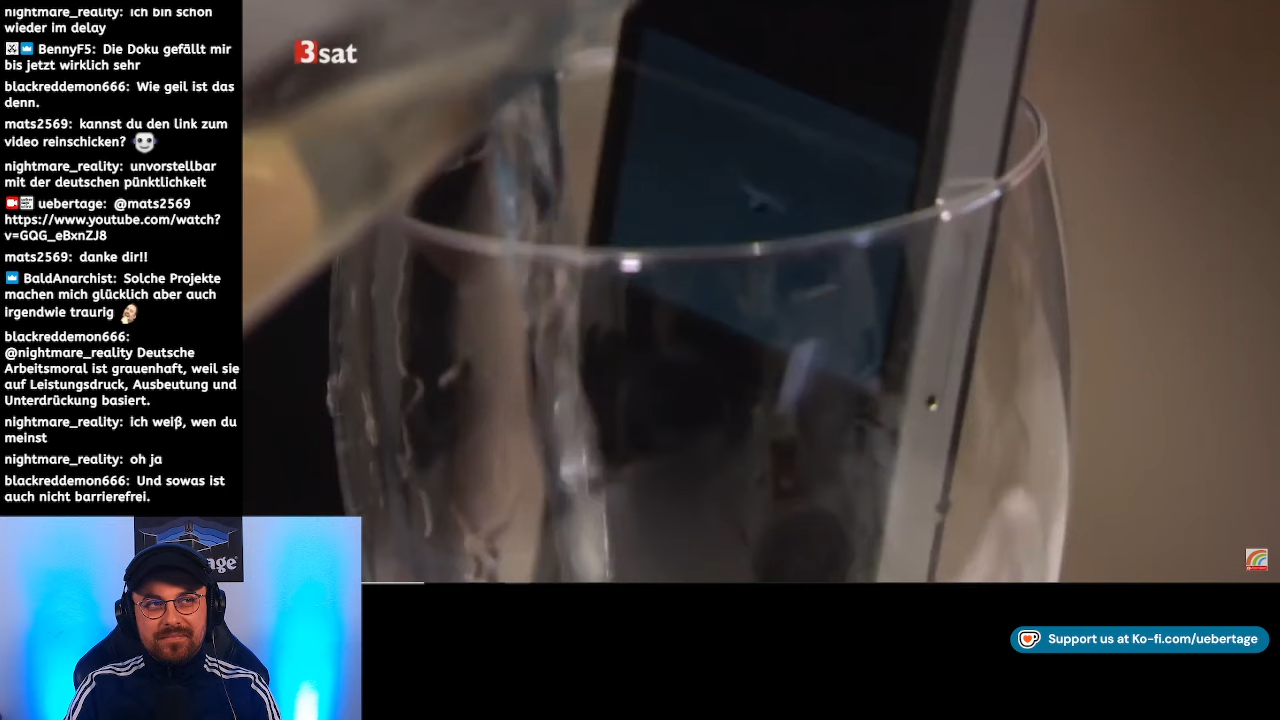 nightmare_reality: ich bin schon
wieder im delay
BennyF5: Die Doku gefällt mir
bis jetzt wirklich sehr
blackreddemon666: Wie geil ist das
denn.
mats2569: kannst du den link zum
video reinschicken?
nightmare_reality: unvorstellbar
mit der deutschen pünktlichkeit
uebertage: @mats2569
https://www.youtube.com/watch?
v=GQG_eBxnZJ8
mats2569: danke dir!!
BaldAnarchist: Solche Projekte
machen mich glücklich aber auch
irgendwie traurig
blackreddemon666:
@nightmare_reality Deutsche
Arbeitsmoral ist grauenhaft, weil sie
auf Leistungsdruck, Ausbeutung und
Unterdrückung basiert.
nightmare_reality: ich weiß, wen du
meinst
nightmare_reality: oh ja
blackreddemon666: Und sowas ist
auch nicht barrierefrei.
3sat
age
Support us at Ko-fi.com/uebertage